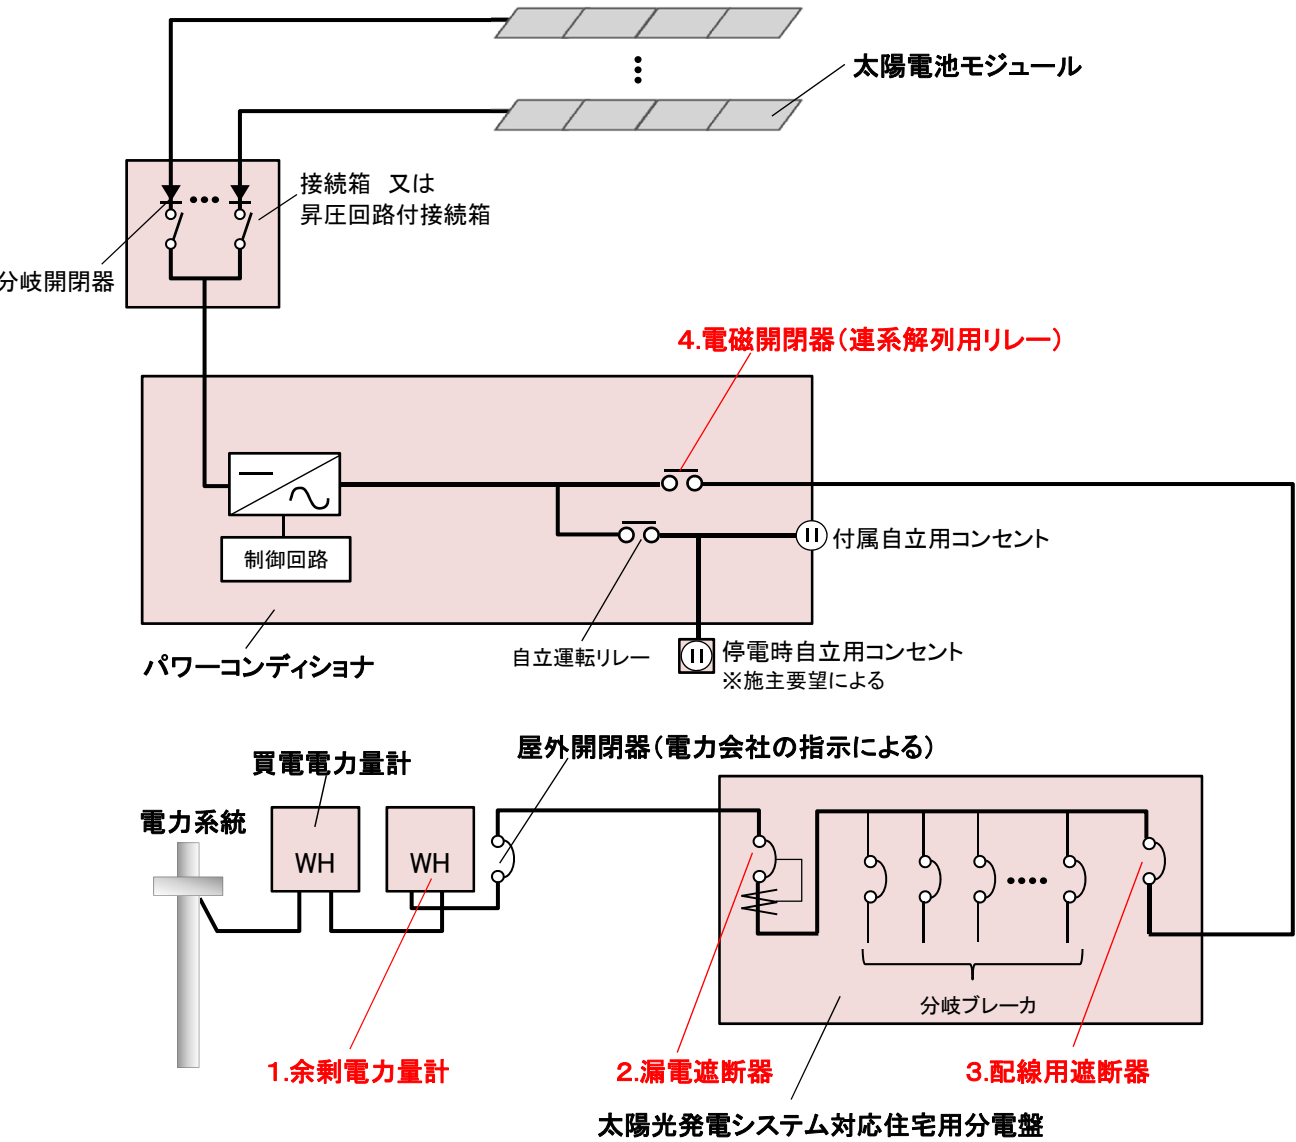 太陽電池モジュール
接続箱　又は
昇圧回路付接続箱
分岐開閉器
4.電磁開閉器（連系解列用リレー）
制御回路
付属自立用コンセント
パワーコンディショナ
自立運転リレー
停電時自立用コンセント
※施主要望による
屋外開閉器（電力会社の指示による）
買電電力量計
電力系統
WH
WH
分岐ブレーカ
1.余剰電力量計
2.漏電遮断器
3.配線用遮断器
太陽光発電システム対応住宅用分電盤